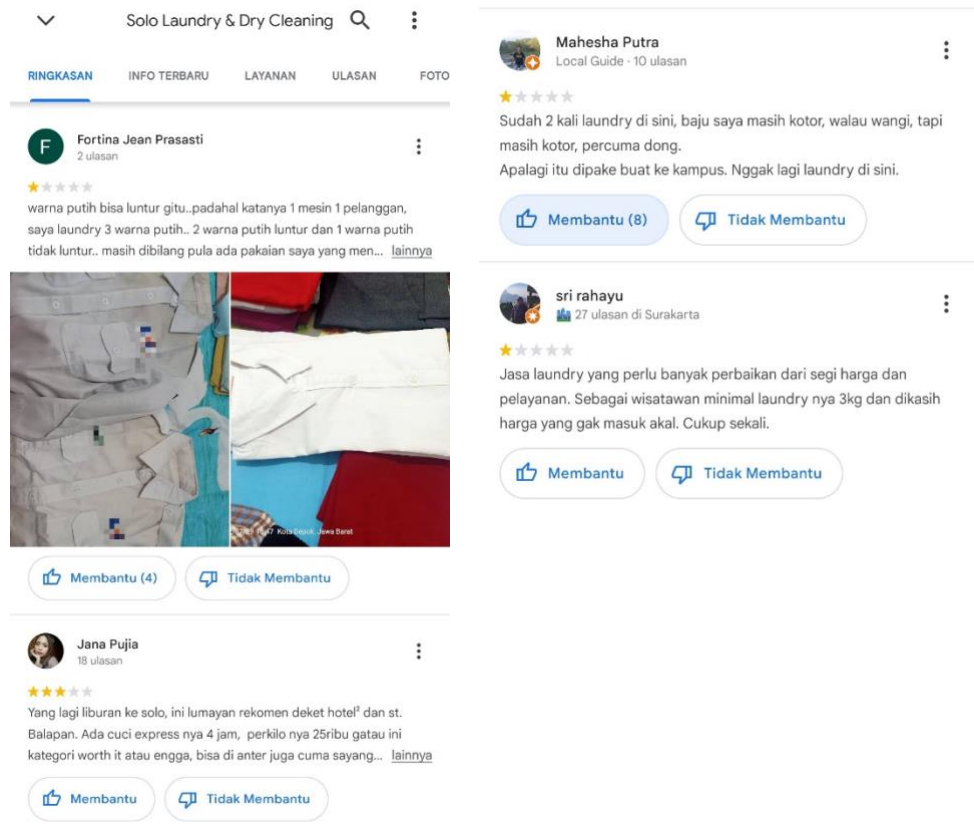 Solo Laundry & Dry Cleaning
RINGKASAN INFO TERBARU LAYANAN ULASAN FOTO
F
Fortina Jean Prasasti
2 ulasan
warna putih bisa luntur gitu..padahal katanya 1 mesin 1 pelanggan,
saya laundry 3 warna putih.. 2 warna putih luntur dan 1 warna putih
tidak luntur.. masih dibilang pula ada pakaian saya yang men... lainnya
Kota Depok, Jawa Barat
Membantu (4) Tidak Membantu
Jana Pujia
18 ulasan
Yang lagi liburan ke solo, ini lumayan rekomen deket hotel² dan st.
Balapan. Ada cuci express nya 4 jam, perkilo nya 25ribu gatau ini
kategori worth it atau engga, bisa di anter juga cuma sayang... lainnya
Membantu Tidak Membantu
Mahesha Putra
Local Guide · 10 ulasan
Sudah 2 kali laundry di sini, baju saya masih kotor, walau wangi, tapi
masih kotor, percuma dong.
Apalagi itu dipake buat ke kampus. Nggak lagi laundry di sini.
Membantu (8) Tidak Membantu
sri rahayu
27 ulasan di Surakarta
Jasa laundry yang perlu banyak perbaikan dari segi harga dan
pelayanan. Sebagai wisatawan minimal laundry nya 3kg dan dikasih
harga yang gak masuk akal. Cukup sekali.
Membantu Tidak Membantu